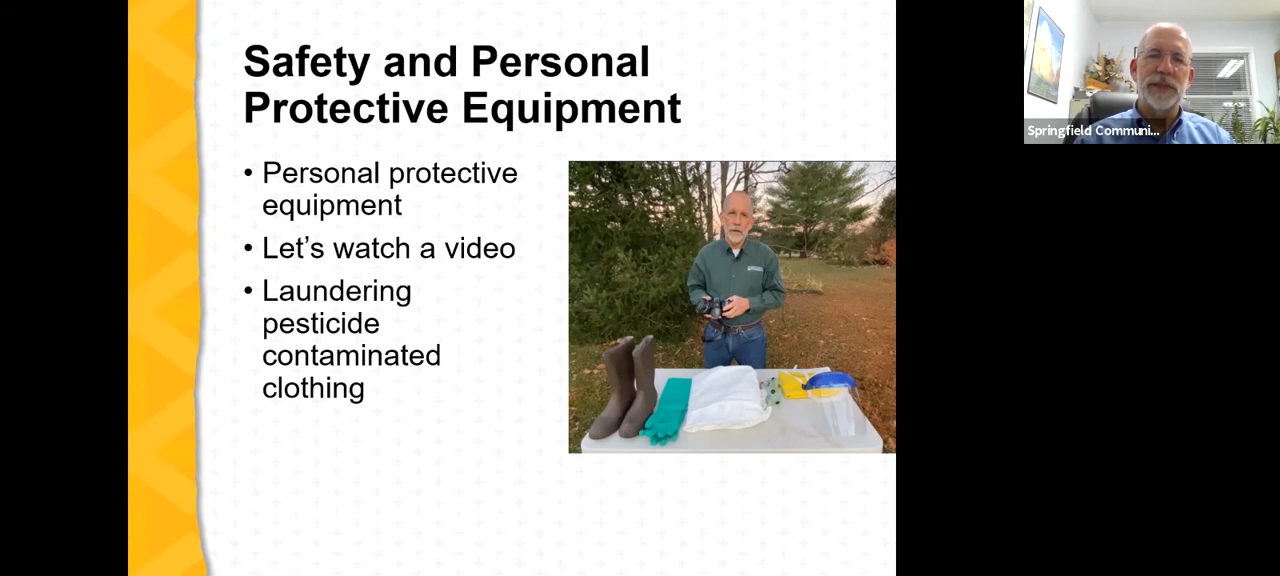 Safety and Personal
Protective Equipment
• Personal protective
equipment
• Let’s watch a video
• Laundering
pesticide
contaminated
clothing
Springfield Communi...